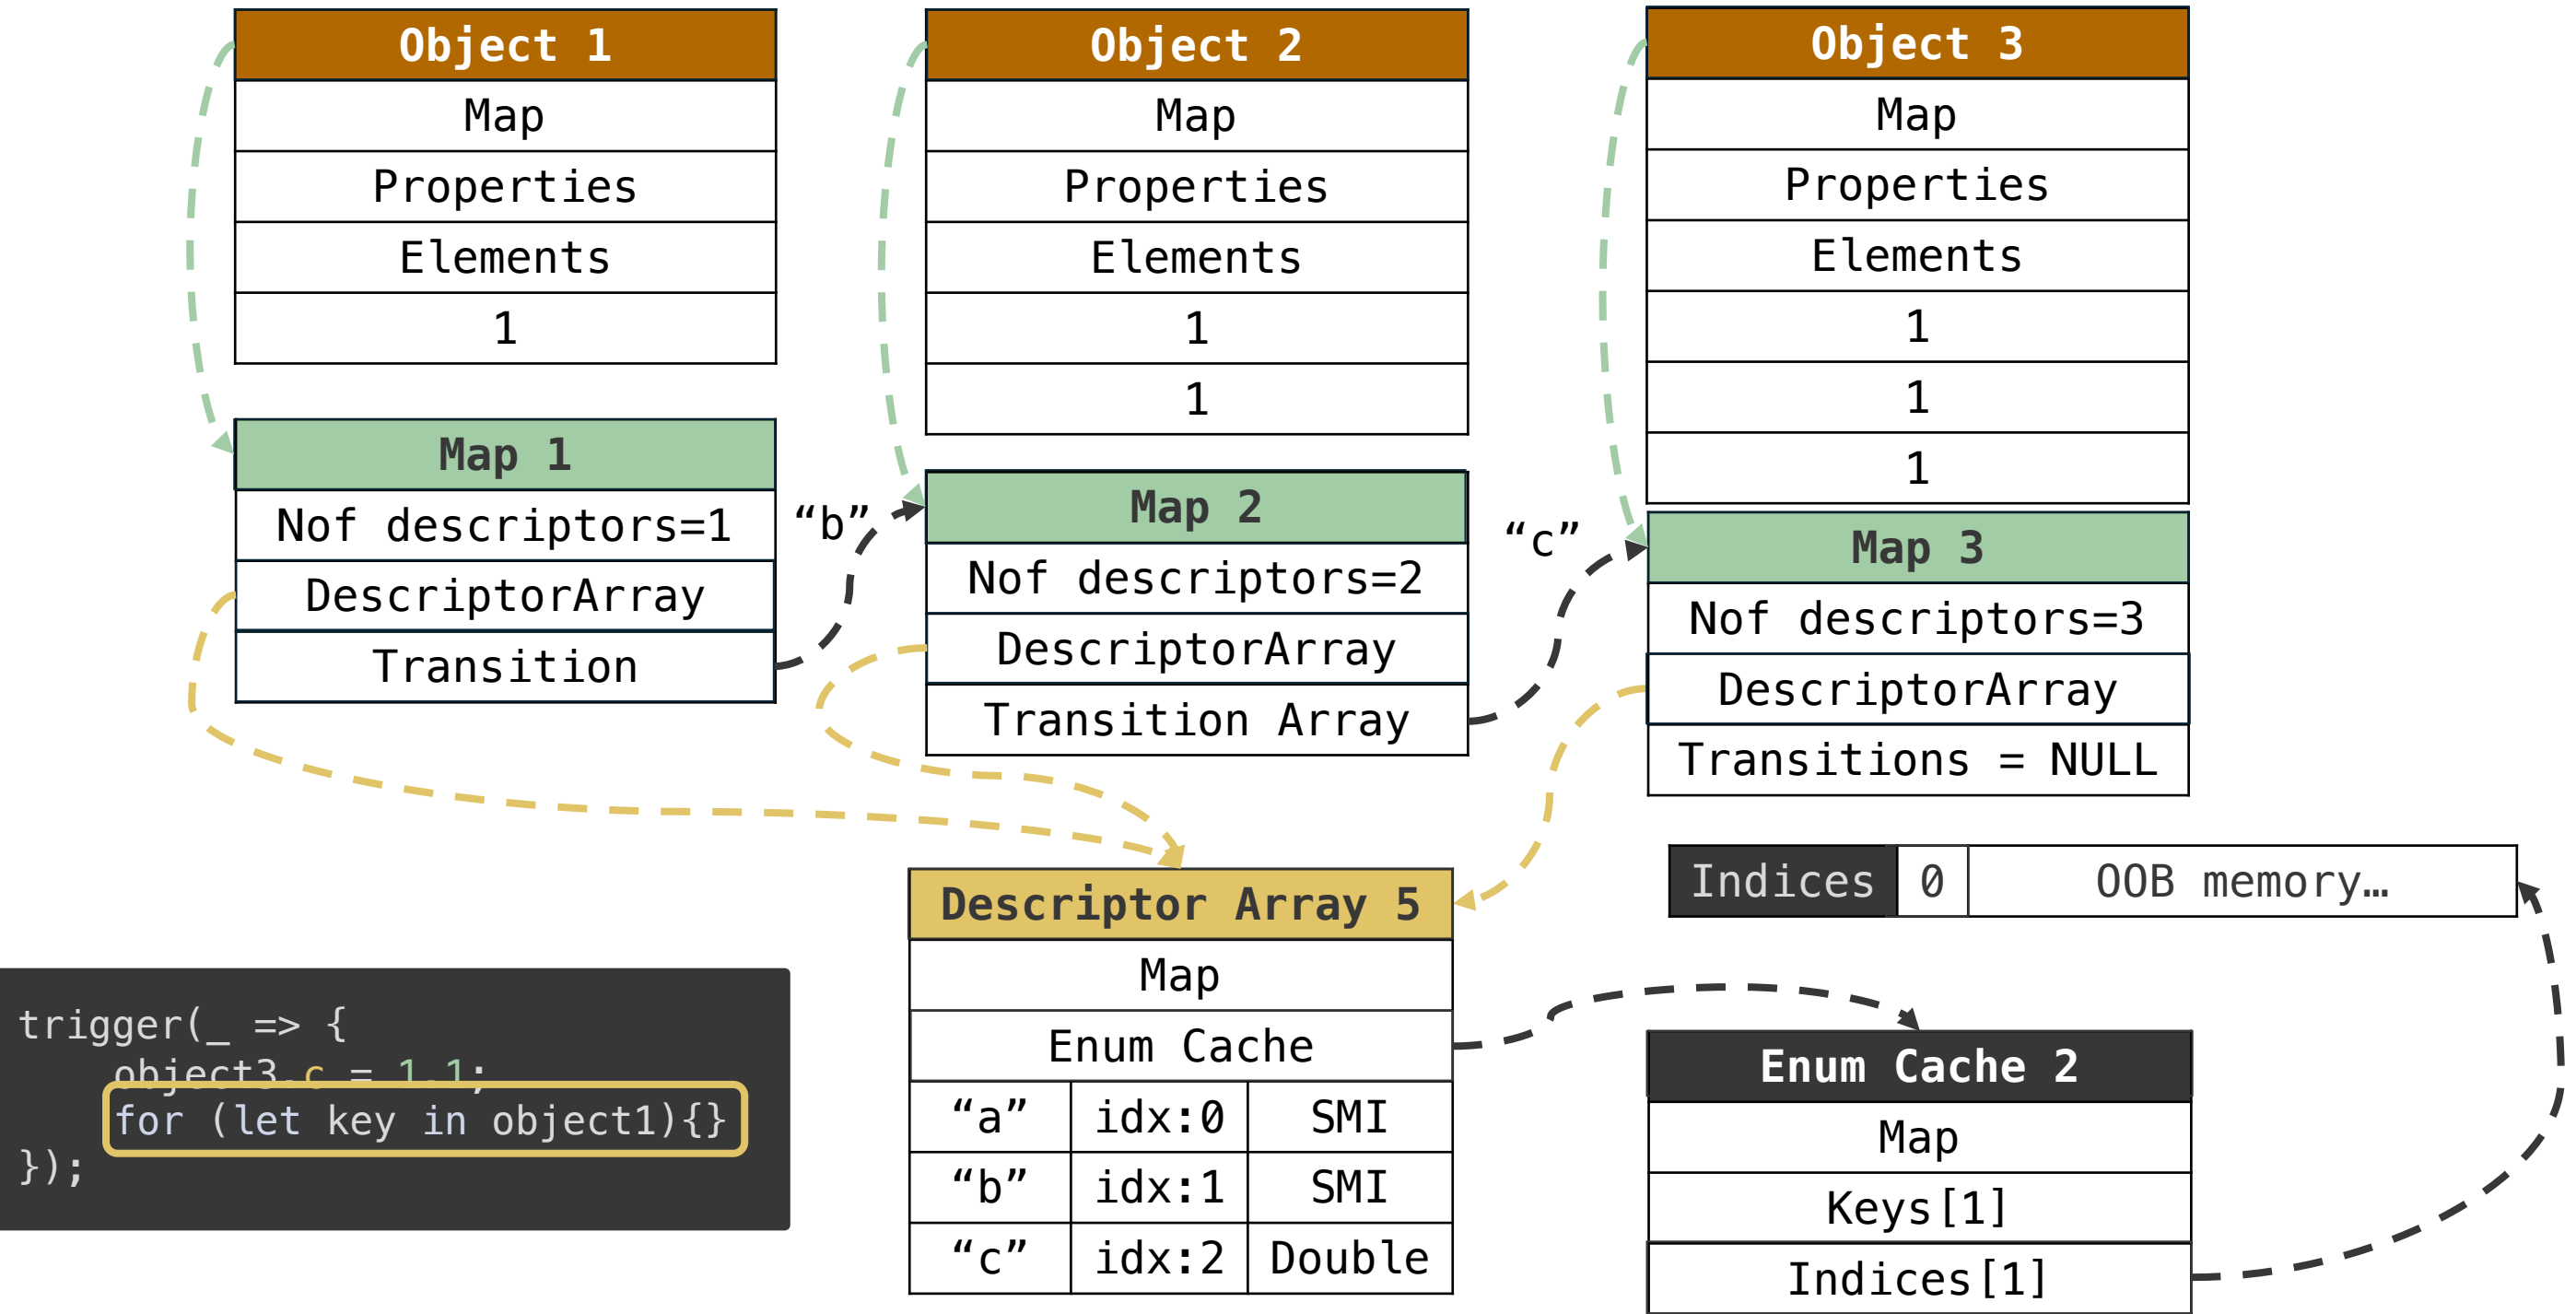 Object 1
Map
Properties
Elements
1
Object 2
Map
Properties
Elements
1
1
Object 3
Map
Properties
Elements
1
1
1
Map 1
Nof descriptors=1
DescriptorArray
Transition
“b”
Map 2
Nof descriptors=2
DescriptorArray
Transition Array
“c”
Map 3
Nof descriptors=3
DescriptorArray
Transitions = NULL
Indices 0 OOB memory…
Descriptor Array 5
Map
Enum Cache
“a” idx:0 SMI
“b” idx:1 SMI
“c” idx:2 Double
trigger(_ => {
object3.c = 1.1;
for (let key in object1){}
});
Enum Cache 2
Map
Keys[1]
Indices[1]